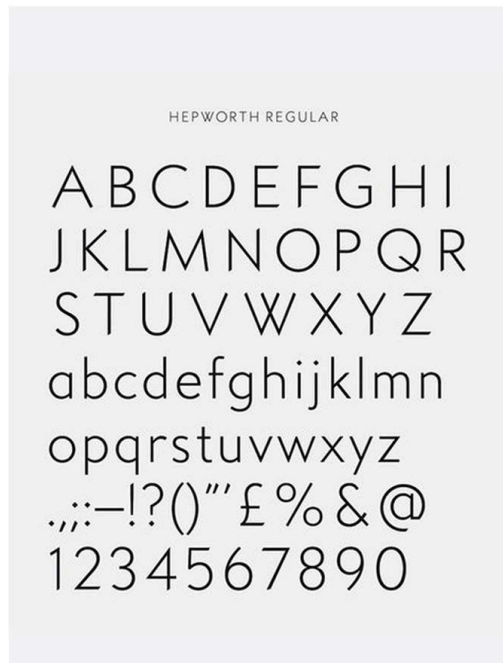 HEPWORTH REGULAR
ABCDEFGHI
JKLMNOPQR
STUVWXYZ
abcdefghijklmn
opqrstuvwxyz
.,;:–!?()”’£%&@
1234567890